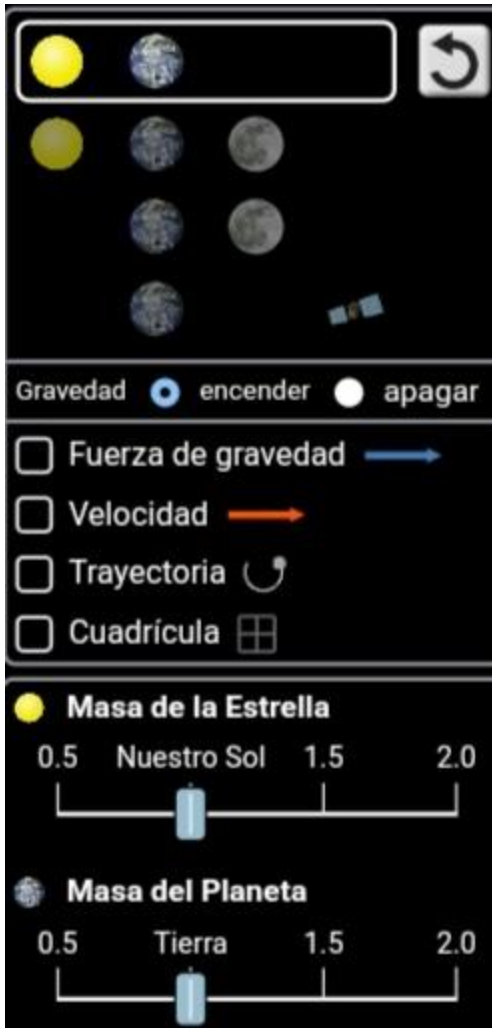 Gravedad encender apagar
Fuerza de gravedad
Velocidad
Trayectoria
Cuadrícula
Masa de la Estrella
0.5 Nuestro Sol 1.5 2.0
Masa del Planeta
0.5 Tierra 1.5 2.0